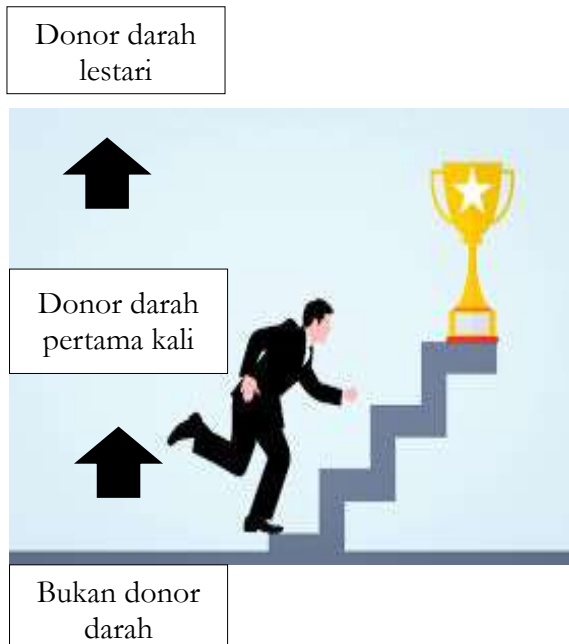 Donor darah
lestari
Donor darah
pertama kali
Bukan donor
darah